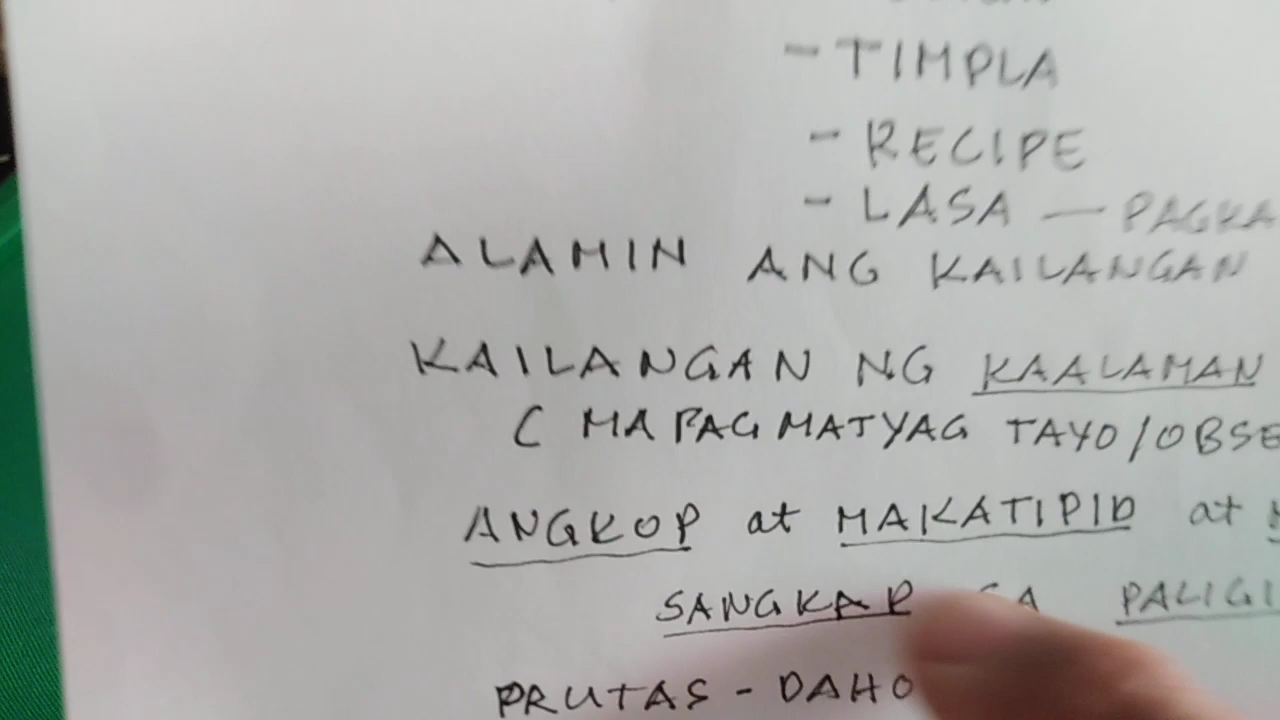 - TIMPLA
- RECIPE
- LASA — PAGKA
ALAMIN ANG KAILANGAN
KAILANGAN NG KAALAMAN
( MAPAGMATYAG TAYO/OBSE
ANGKOP at MAKATIPID at
SANGKAP SA PALIGI
PRUTAS - DAHO